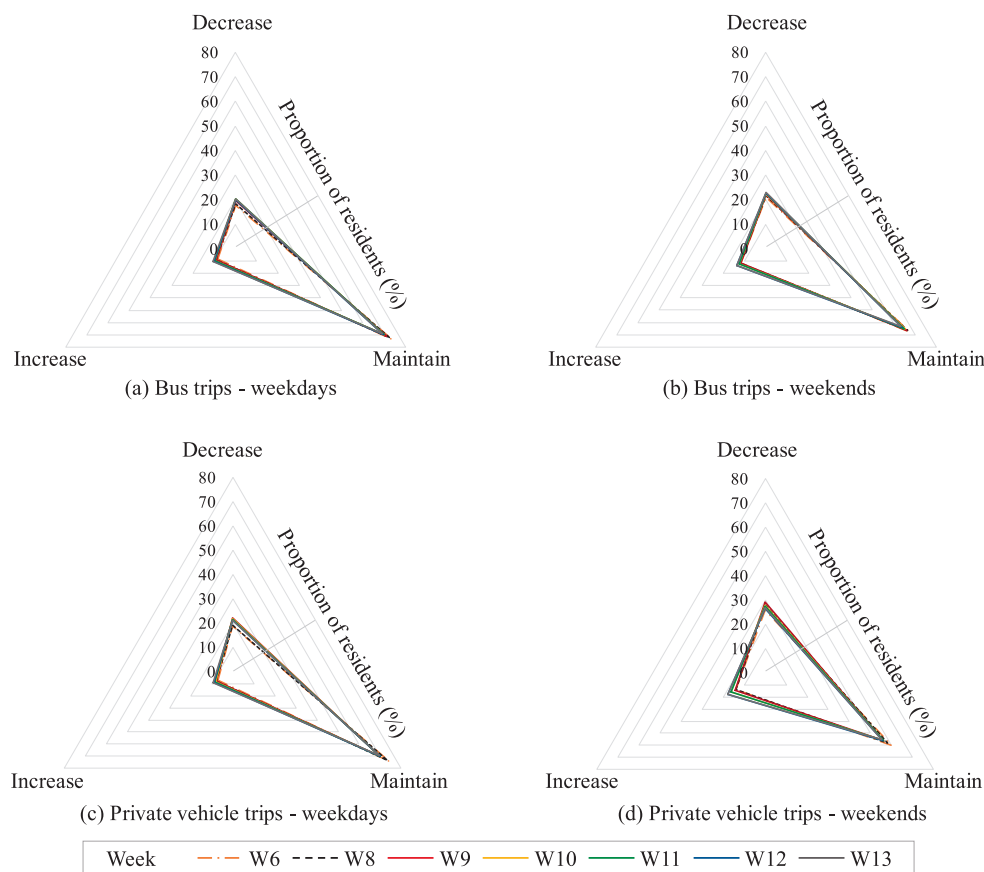 Decrease
80
70
60
50
40
30
20
10
0
Proportion of residents (%)
Increase
Maintain
(a) Bus trips - weekdays
Decrease
80
70
60
50
40
30
20
10
0
Proportion of residents (%)
Increase
Maintain
(b) Bus trips - weekends
Decrease
80
70
60
50
40
30
20
10
0
Proportion of residents (%)
Increase
Maintain
(c) Private vehicle trips - weekdays
Decrease
80
70
60
50
40
30
20
10
0
Proportion of residents (%)
Increase
Maintain
(d) Private vehicle trips - weekends
Week W6 W8 W9 W10 W11 W12 W13